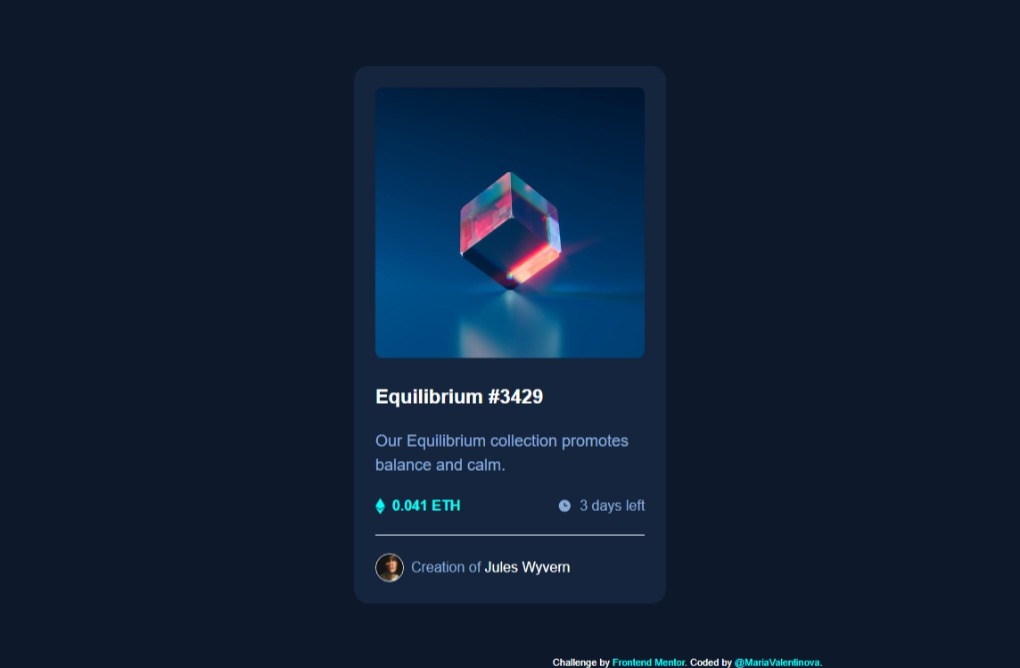 Equilibrium #3429
Our Equilibrium collection promotes
balance and calm.
0.041 ETH
3 days left
Creation of Jules Wyvern
Challenge by Frontend Mentor. Coded by @MariaValentinova.